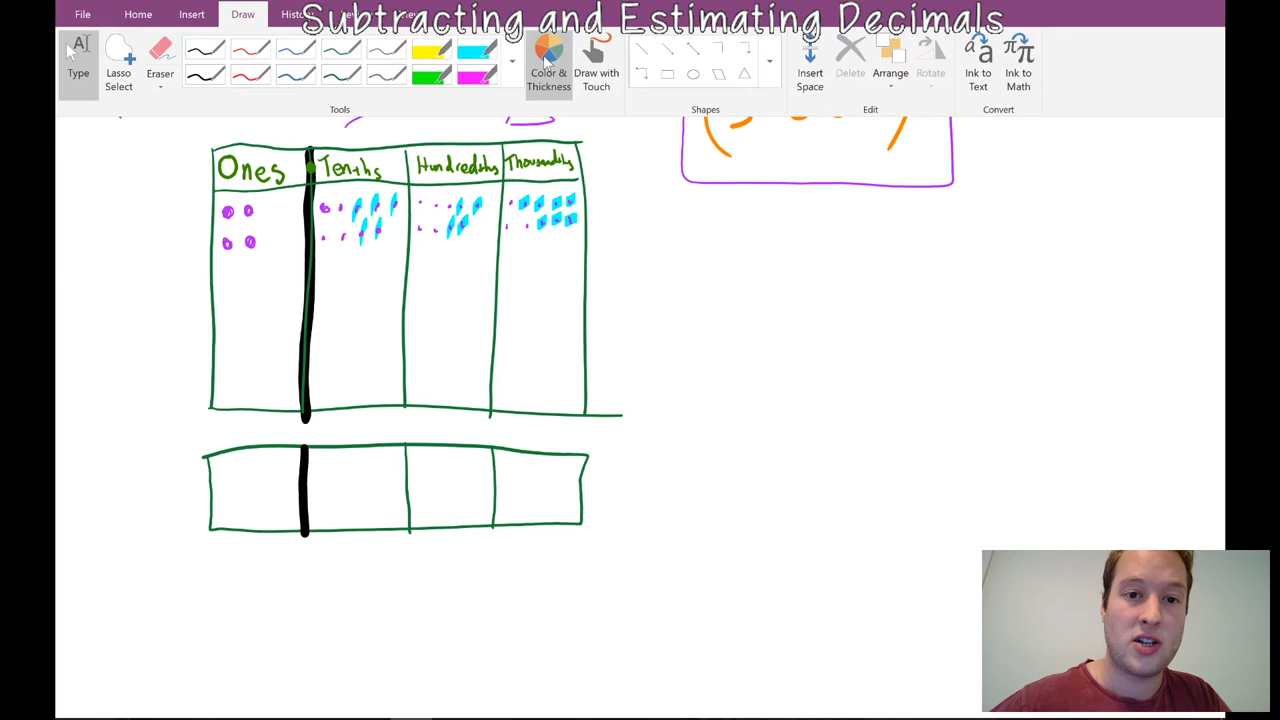 Subtracting and Estimating Decimals
File Home Insert Draw
Type
Lasso Select
Eraser
Color & Thickness
Draw with Touch
Insert Space
Delete
Arrange
Rotate
Ink to Text
Ink to Math
Tools
Shapes
Edit
Convert
Ones Tenths Hundredths Thousandths